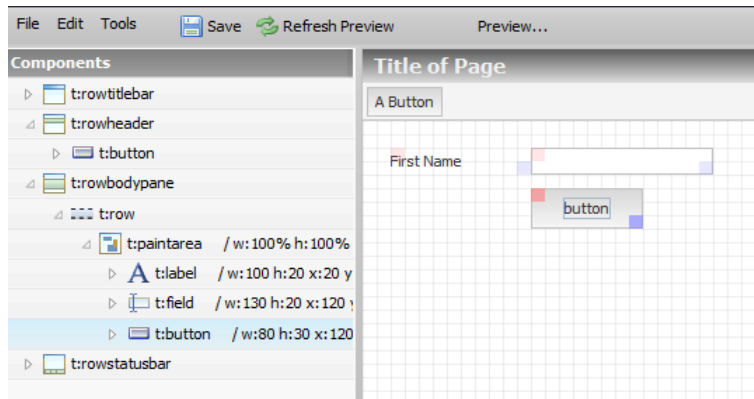 File Edit Tools Save Refresh Preview Preview...
Components
t:rowtitlebar
t:rowheader
t:button
t:rowbodypane
t:row
t:paintarea / w:100% h:100%
t:label / w:100 h:20 x:20 y
t:field / w:130 h:20 x:120 y
t:button / w:80 h:30 x:120
t:rowstatusbar
Title of Page
A Button
First Name
button